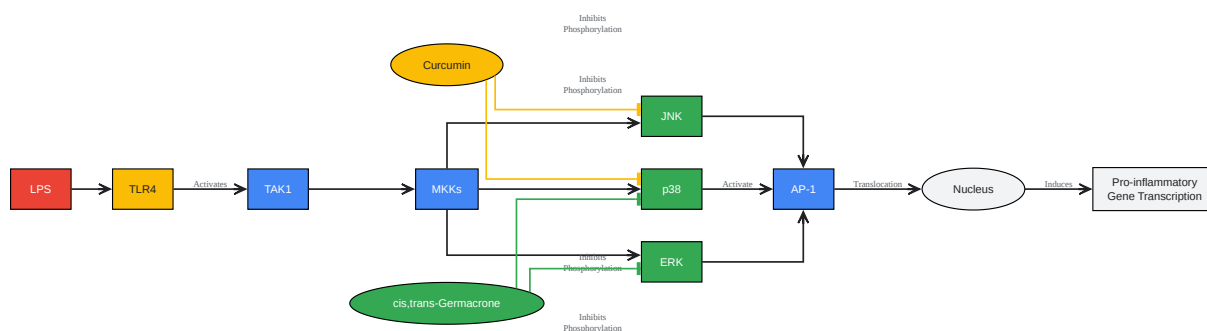 Inhibits
Phosphorylation
Curcumin
Inhibits
Phosphorylation
JNK
LPS
TLR4
Activates
TAK1
MKKs
p38
Activate
AP-1
Translocation
Nucleus
Induces
Pro-inflammatory
Gene Transcription
Inhibits
Phosphorylation
ERK
cis,trans-Germacrone
Inhibits
Phosphorylation